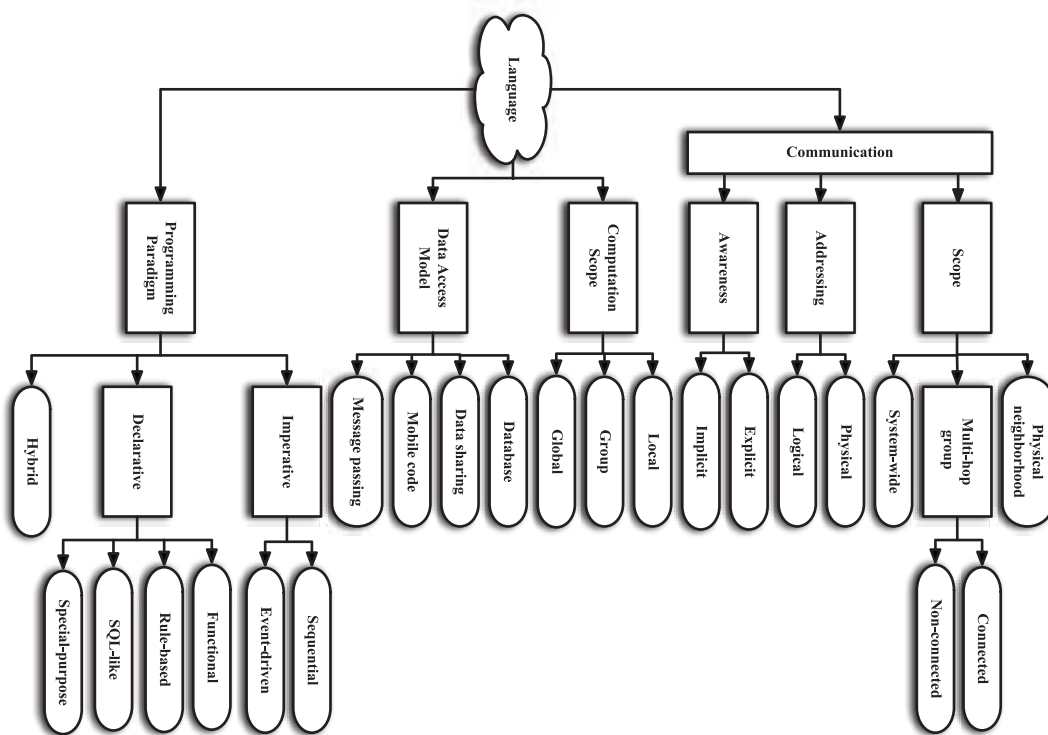 Language
Communication
Programming
Paradigm
Data Access
Model
Computation
Scope
Awareness
Addressing
Scope
Hybrid
Declarative
Imperative
Message passing
Mobile code
Data sharing
Database
Global
Group
Local
Implicit
Explicit
Logical
Physical
System-wide
Multi-hop
group
Physical
neighborhood
Special-purpose
SQL-like
Rule-based
Functional
Event-driven
Sequential
Non-connected
Connected